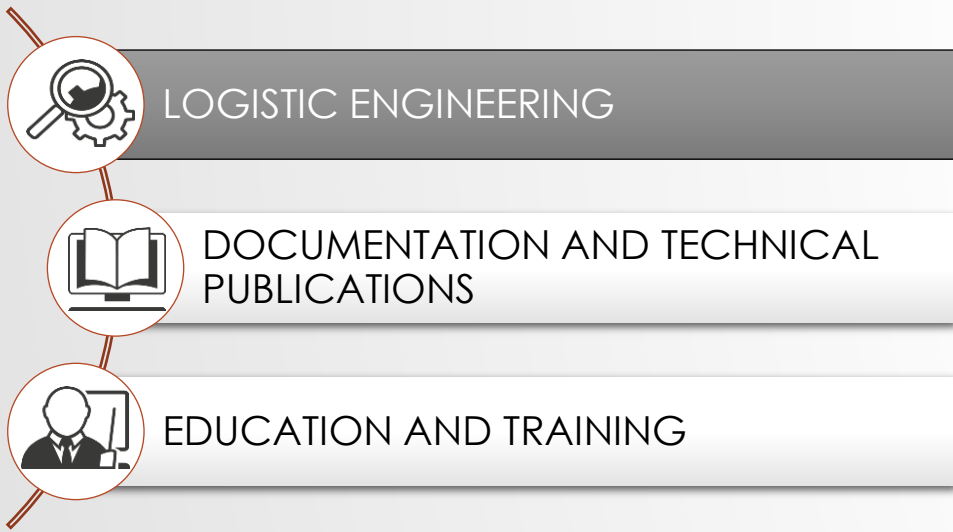 LOGISTIC ENGINEERING
DOCUMENTATION AND TECHNICAL
PUBLICATIONS
EDUCATION AND TRAINING